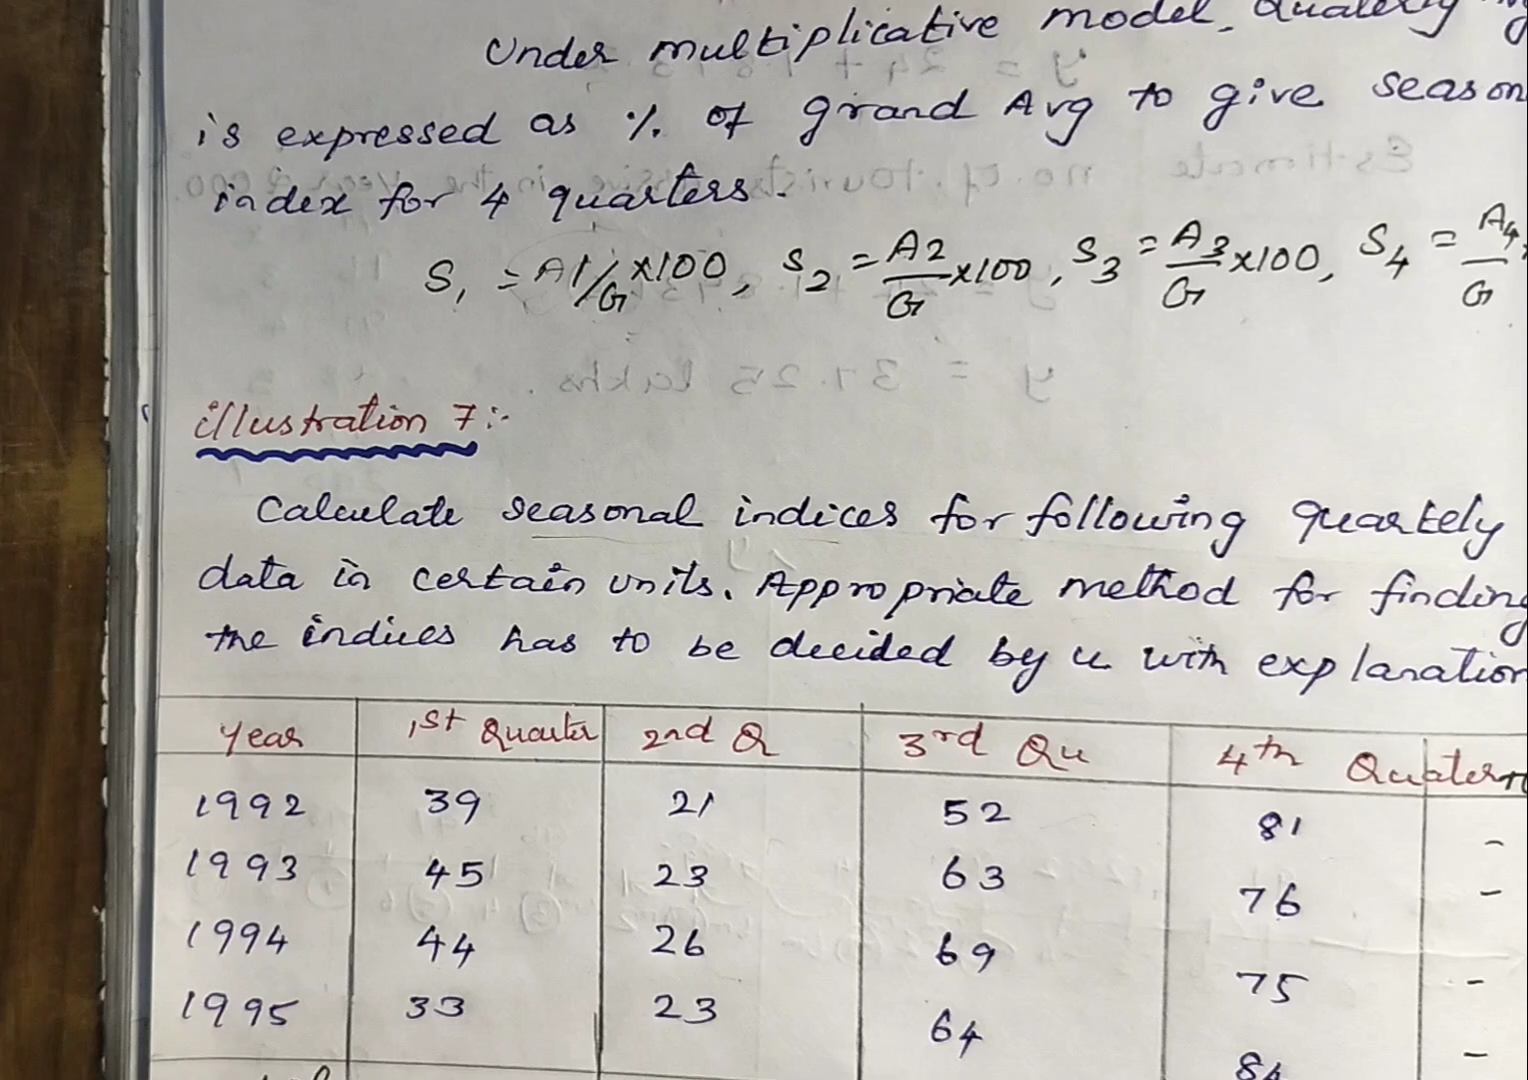 Under multiplicative model,
is expressed as %. of grand Avg to give season
index for 4 quarters.
S1 = A1/G x100, S2 = A2/G x100, S3 = A3/G x100, S4 = A4/G
illustration 7:-
Calculate seasonal indices for following quartely
data in certain units. Appropriate method for finding
the indices has to be decided by u with explanation
Year 1st Quarter 2nd Q 3rd Qu 4th Quater
1992 39 21 52 81 -
1993 45 23 63 76 -
1994 44 26 69 75 -
1995 33 23 64 -